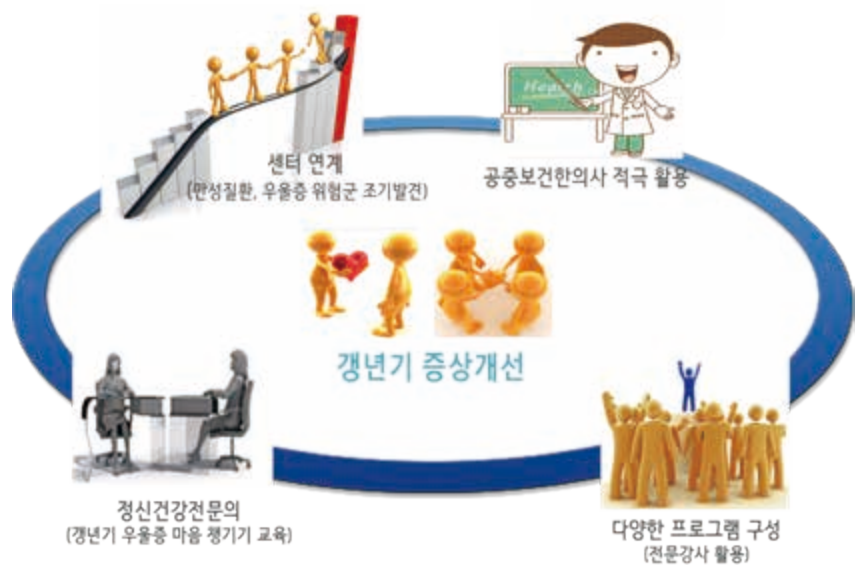 Health
센터 연계
(만성질환, 우울증 위험군 조기발견)
공중보건한의사 적극 활용
갱년기 증상개선
정신건강전문의
(갱년기 우울증 마음 챙기기 교육)
다양한 프로그램 구성
(전문강사 활용)